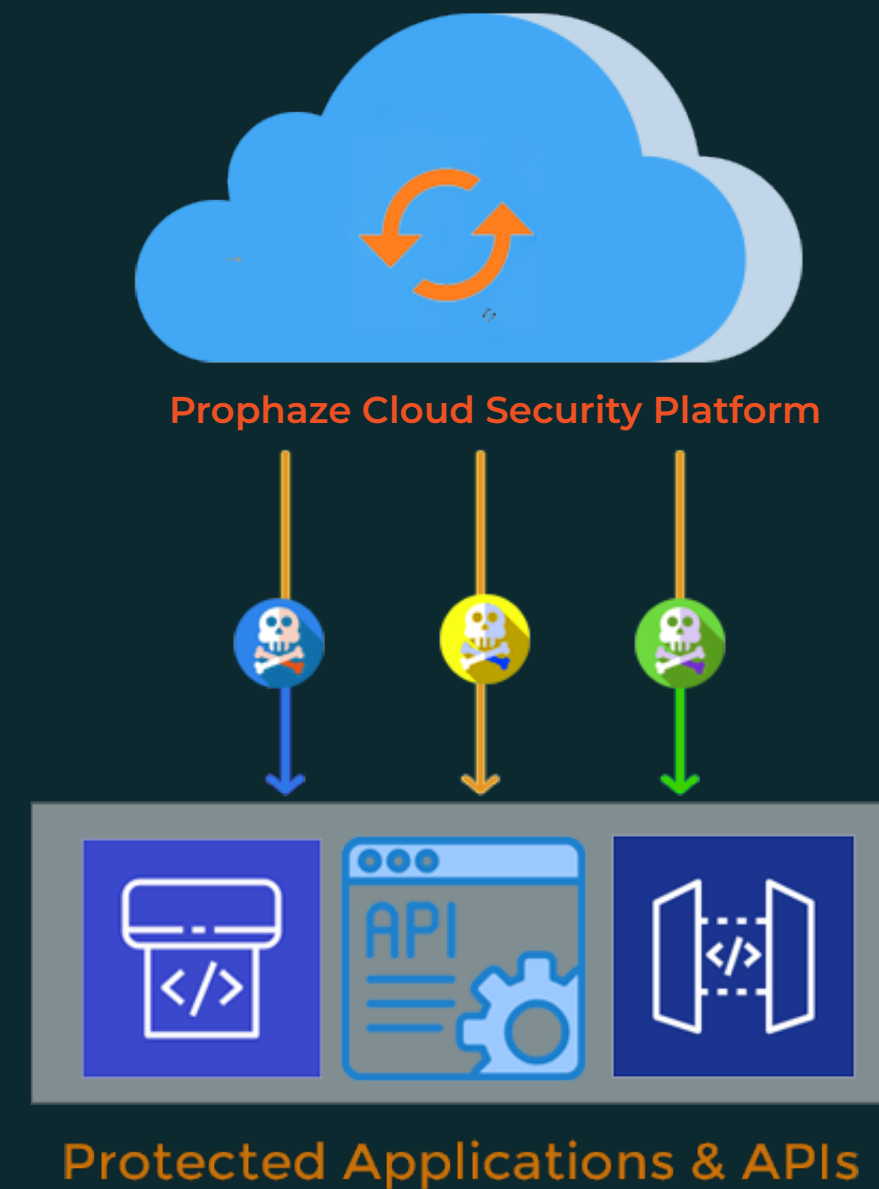 Prophaze Cloud Security Platform
</>
API
</>
Protected Applications & APIs